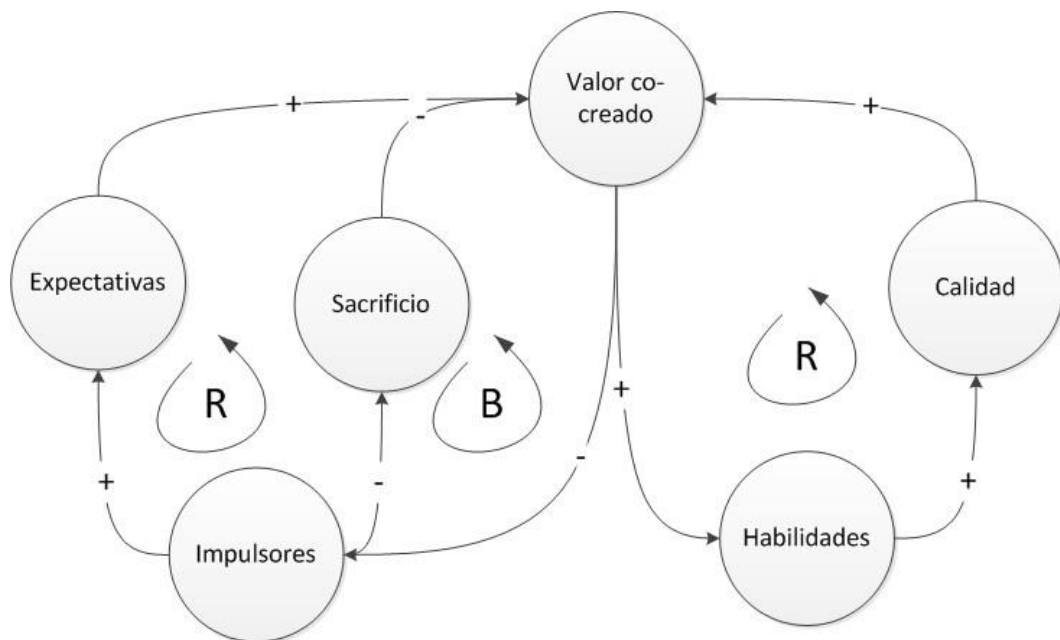 Valor co-
creado
+
-
+
Expectativas
Sacrificio
Calidad
R
B
R
+
+
-
-
+
Impulsores
Habilidades